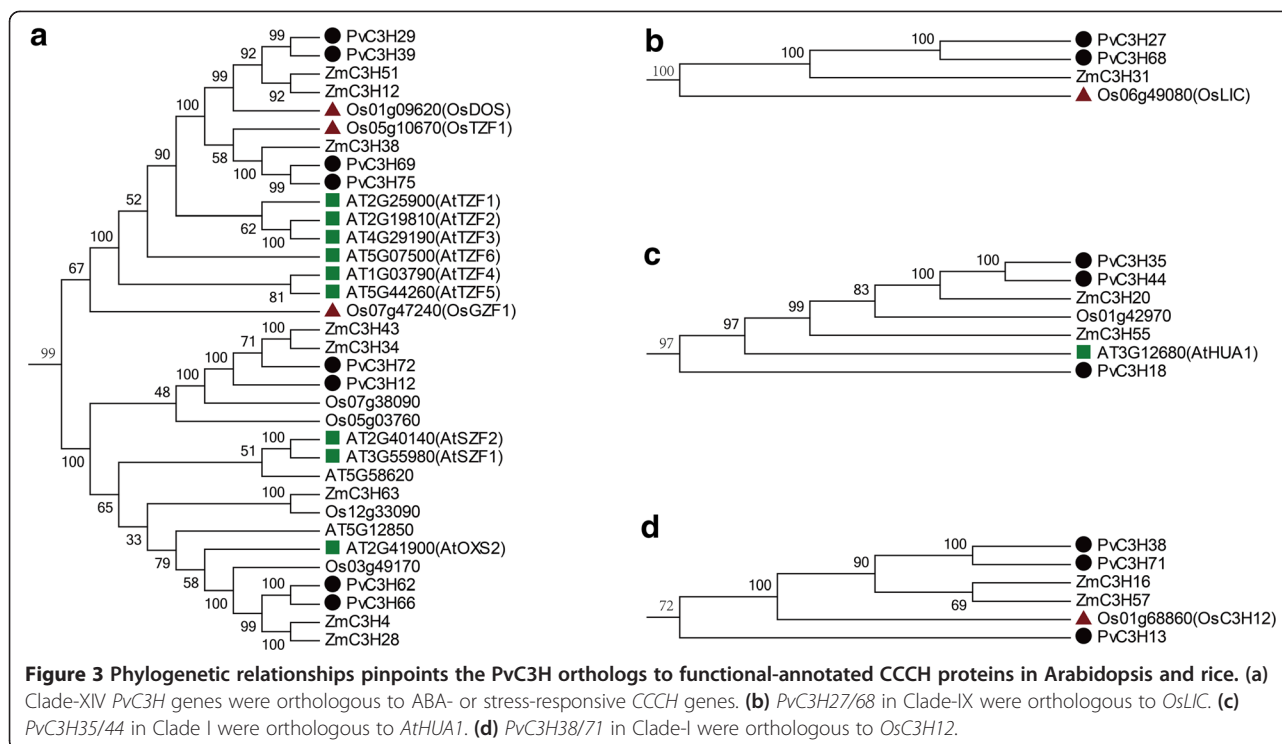 a
99
PvC3H29
92
PvC3H39
99
ZmC3H51
92
ZmC3H12
100
Os01g09620(OsDOS)
Os05g10670(OsTZF1)
90
58
ZmC3H38
100
PvC3H69
99
PvC3H75
52
AT2G25900(AtTZF1)
62
AT2G19810(AtTZF2)
100
AT4G29190(AtTZF3)
100
AT5G07500(AtTZF6)
67
AT1G03790(AtTZF4)
81
AT5G44260(AtTZF5)
Os07g47240(OsGZF1)
99
100
ZmC3H43
71
ZmC3H34
100
PvC3H72
100
PvC3H12
48
Os07g38090
Os05g03760
100
100
AT2G40140(AtSZF2)
51
AT3G55980(AtSZF1)
AT5G58620
65
100
ZmC3H63
Os12g33090
33
AT5G12850
79
AT2G41900(AtOXS2)
58
Os03g49170
100
100
PvC3H62
PvC3H66
99
ZmC3H4
100
ZmC3H28
b
100
PvC3H27
100
PvC3H68
100
ZmC3H31
Os06g49080(OsLIC)
c
100
PvC3H35
100
PvC3H44
83
ZmC3H20
99
Os01g42970
97
ZmC3H55
97
AT3G12680(AtHUA1)
PvC3H18
d
100
PvC3H38
90
PvC3H71
100
ZmC3H16
69
ZmC3H57
72
Os01g68860(OsC3H12)
PvC3H13
Figure 3 Phylogenetic relationships pinpoints the PvC3H orthologs to functional-annotated CCCH proteins in Arabidopsis and rice. (a)
Clade-XIV PvC3H genes were orthologous to ABA- or stress-responsive CCCH genes. (b) PvC3H27/68 in Clade-IX were orthologous to OsLIC. (c)
PvC3H35/44 in Clade I were orthologous to AtHUA1. (d) PvC3H38/71 in Clade-I were orthologous to OsC3H12.